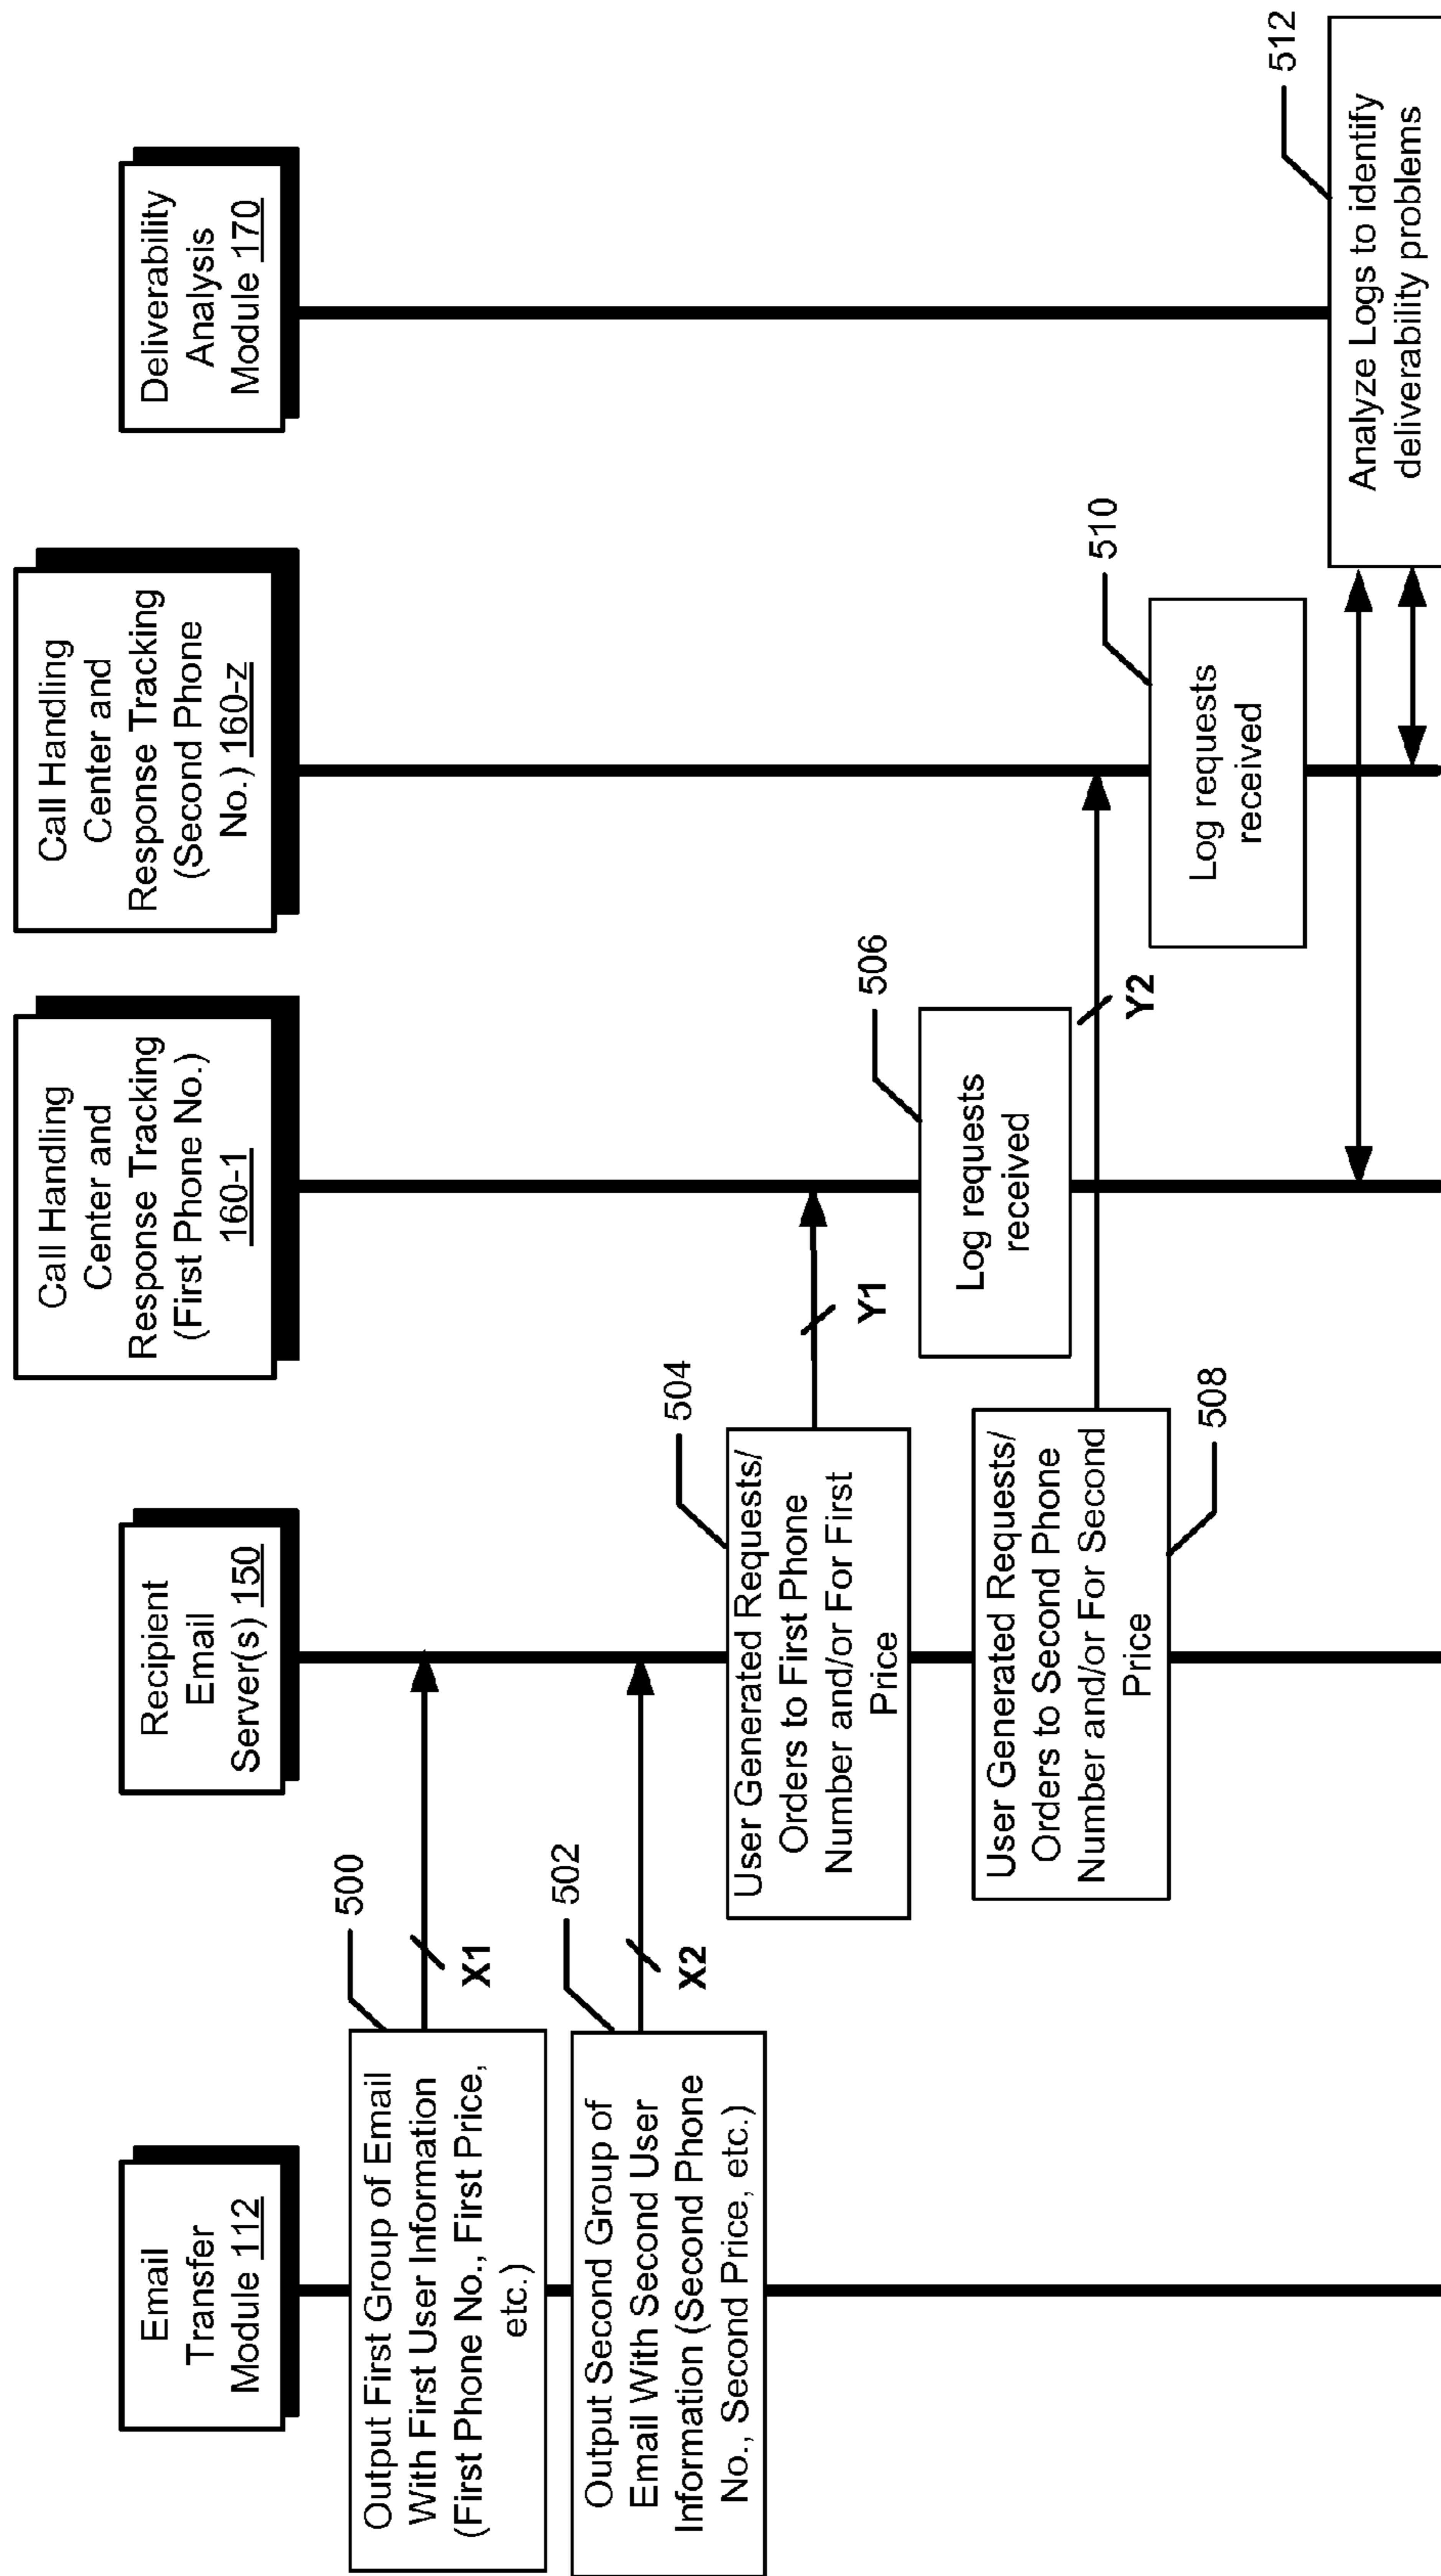 Email
Transfer
Module 112
Recipient
Email
Server(s) 150
Call Handling
Center and
Response Tracking
(First Phone No.)
160-1
Call Handling
Center and
Response Tracking
(Second Phone
No.) 160-z
Deliverability
Analysis
Module 170
500
Output First Group of Email
With First User Information
(First Phone No., First Price,
etc.)
X1
502
Output Second Group of
Email With Second User
Information (Second Phone
No., Second Price, etc.)
X2
504
User Generated Requests/
Orders to First Phone
Number and/or For First
Price
Y1
506
Log requests
received
User Generated Requests/
Orders to Second Phone
Number and/or For Second
Price
508
Y2
510
Log requests
received
512
Analyze Logs to identify
deliverability problems